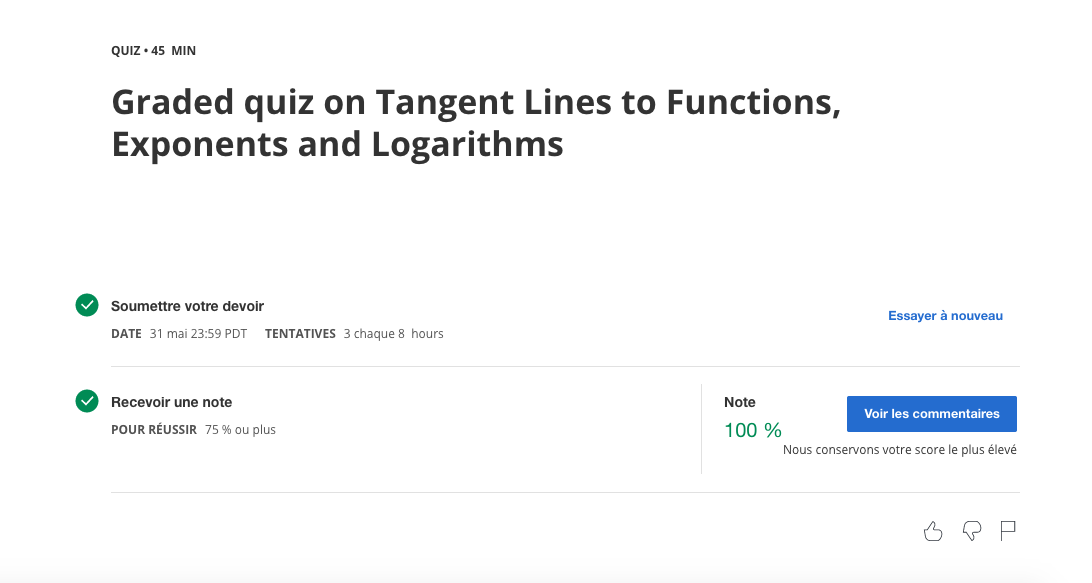 QUIZ • 45 MIN
Graded quiz on Tangent Lines to Functions,
Exponents and Logarithms
Soumettre votre devoir
DATE 31 mai 23:59 PDT TENTATIVES 3 chaque 8 hours
Essayer à nouveau
Recevoir une note
POUR RÉUSSIR 75 % ou plus
Note
100 %
Voir les commentaires
Nous conservons votre score le plus élevé